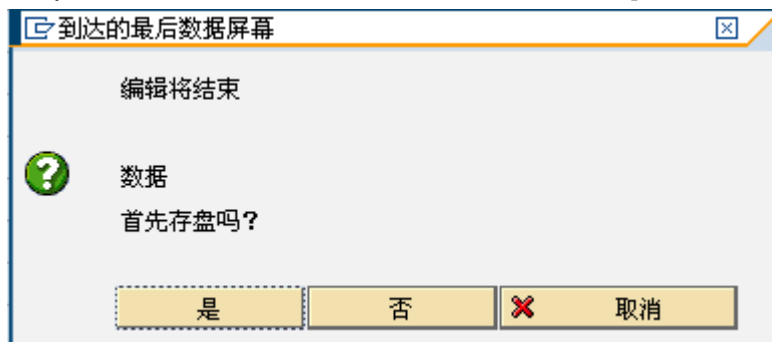 到达的最后数据屏幕
编辑将结束
数据
首先存盘吗?
是 否 取消